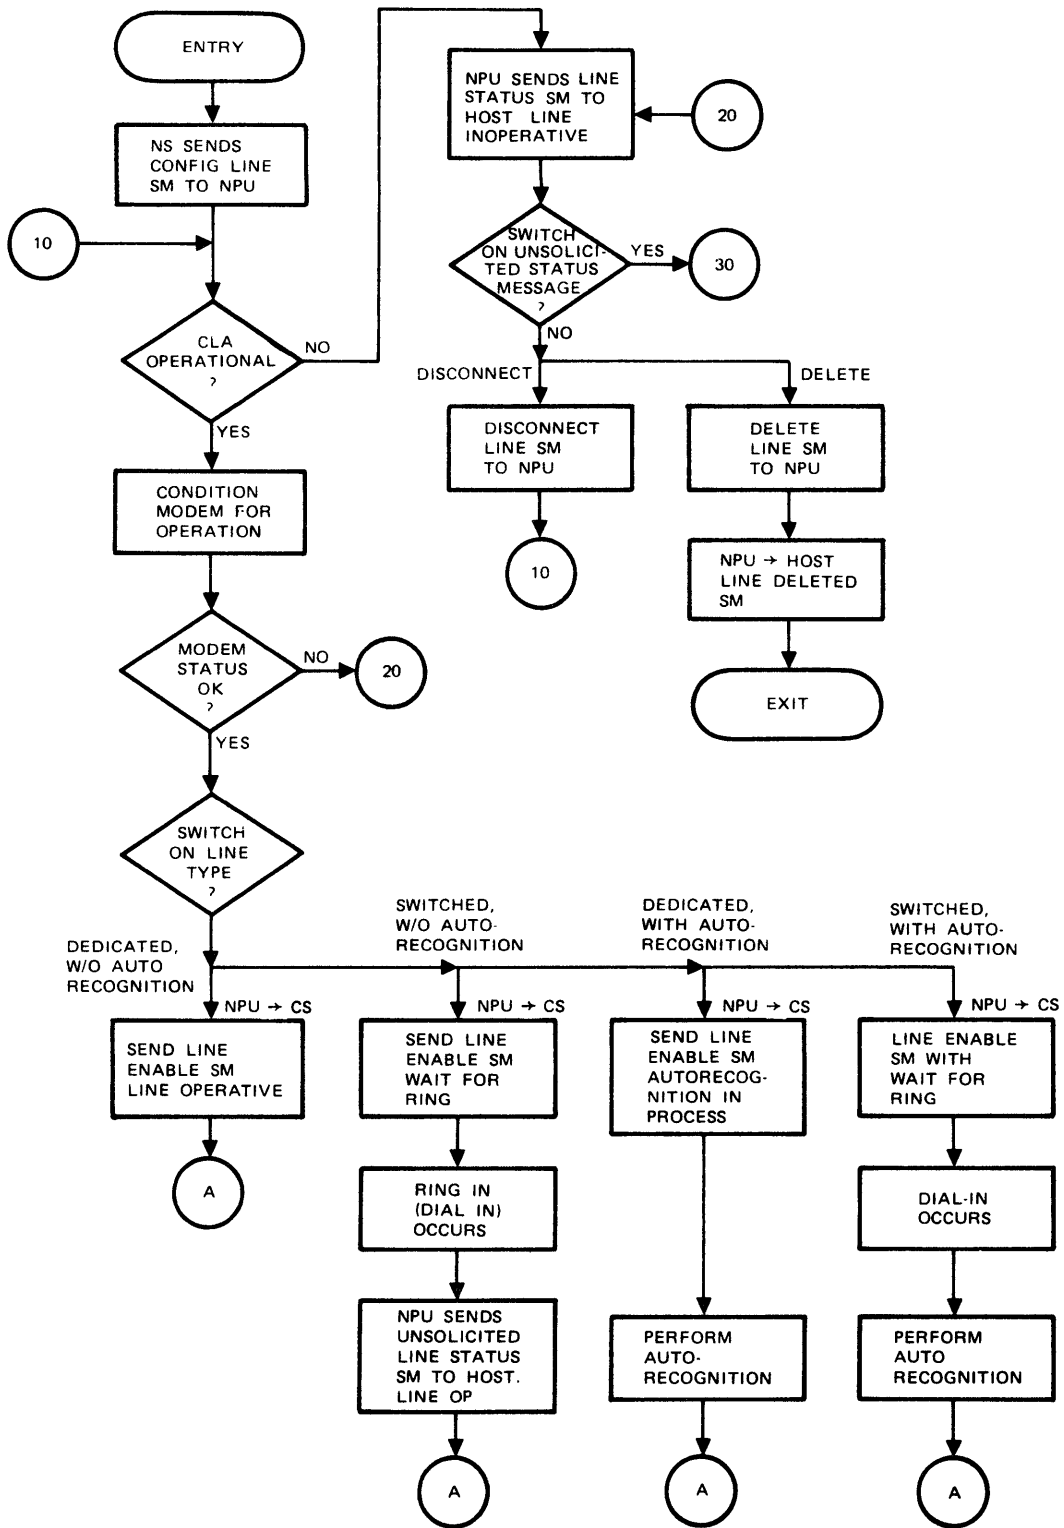 ENTRY
NS SENDS
CONFIG LINE
SM TO NPU
10
CLA
OPERATIONAL
?
NO
YES
CONDITION
MODEM FOR
OPERATION
MODEM
STATUS
OK
?
NO
20
YES
SWITCH
ON LINE
TYPE
?
NPU SENDS LINE
STATUS SM TO
HOST LINE
INOPERATIVE
20
SWITCH
ON UNSOLICI-
TED STATUS
MESSAGE
?
YES
30
NO
DISCONNECT
DELETE
DISCONNECT
LINE SM
TO NPU
10
DELETE
LINE SM
TO NPU
NPU → HOST
LINE DELETED
SM
EXIT
DEDICATED,
W/O AUTO
RECOGNITION
NPU → CS
SEND LINE
ENABLE SM
LINE OPERATIVE
A
SWITCHED,
W/O AUTO-
RECOGNITION
NPU → CS
SEND LINE
ENABLE SM
WAIT FOR
RING
RING IN
(DIAL IN)
OCCURS
NPU SENDS
UNSOLICITED
LINE STATUS
SM TO HOST.
LINE OP
A
DEDICATED,
WITH AUTO-
RECOGNITION
NPU → CS
SEND LINE
ENABLE SM
AUTORECOG-
NITION IN
PROCESS
PERFORM
AUTO-
RECOGNITION
A
SWITCHED,
WITH AUTO-
RECOGNITION
NPU → CS
LINE ENABLE
SM WITH
WAIT FOR
RING
DIAL-IN
OCCURS
PERFORM
AUTO
RECOGNITION
A